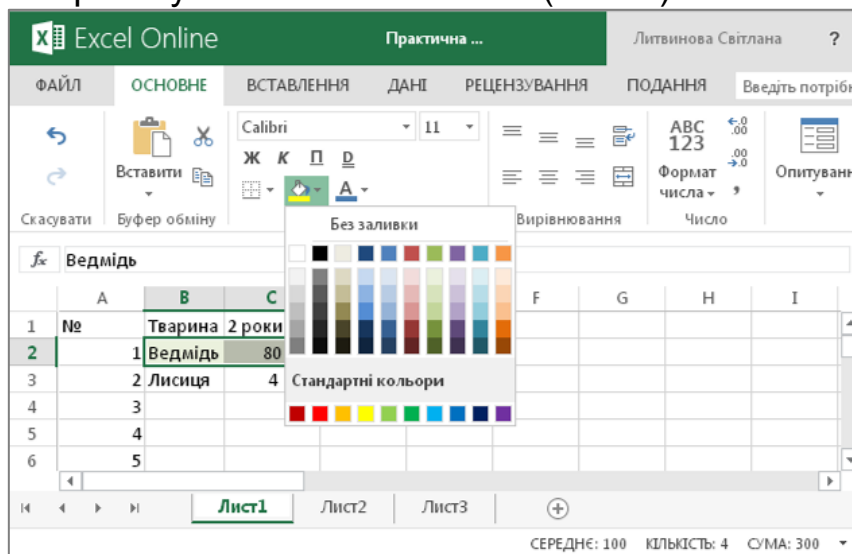 Excel Online Практична ... Литвинова Світлана ?
ФАЙЛ ОСНОВНЕ ВСТАВЛЕННЯ ДАНІ РЕЦЕНЗУВАННЯ ПОДАННЯ Введіть потрібн
Calibri 11 ABC
123
Вставити Формат Опитуванн
Ж К П D числа
Скасувати Буфер обміну Вирівнювання Число
Без заливки
fx Ведмідь
A B C F G H I
1 № Тварина 2 роки
2 1 Ведмідь 80
3 2 Лисиця 4 Стандартні кольори
4 3
5 4
6 5
Лист1 Лист2 Лист3
СЕРЕДНЄ: 100 КІЛЬКІСТЬ: 4 СУМА: 300